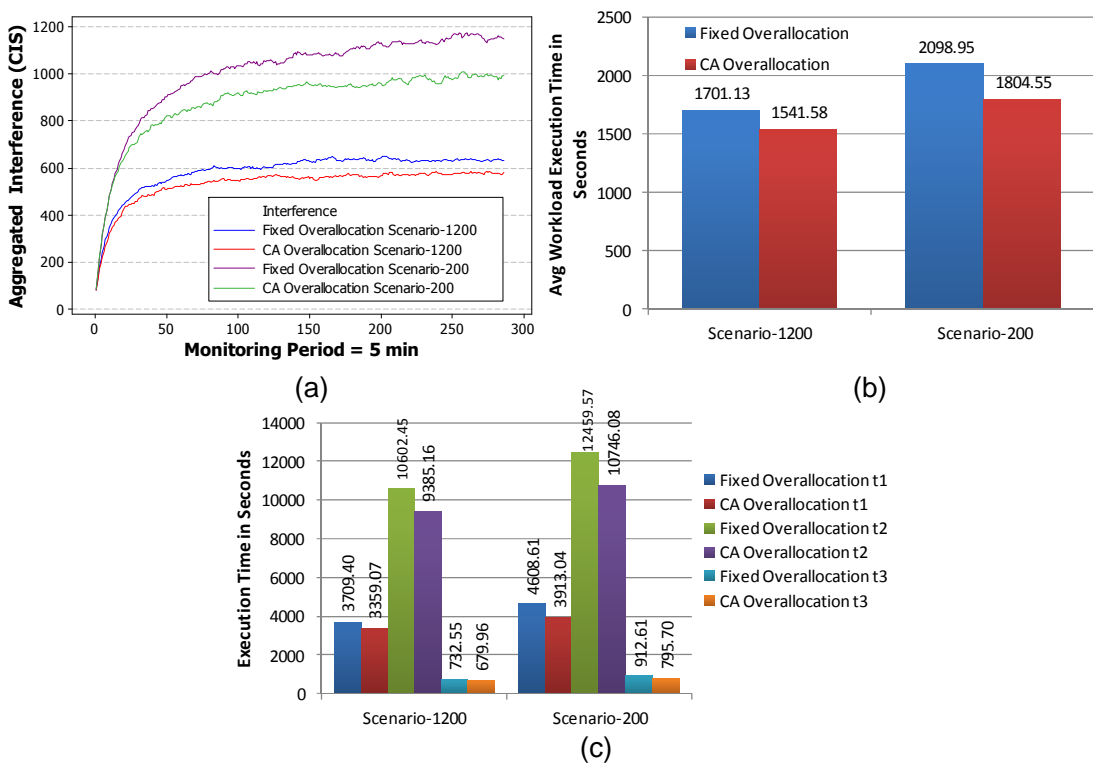 Aggregated Interference (CIS)
1200
1000
800
600
400
200
0
Interference
Fixed Overallocation Scenario-1200
CA Overallocation Scenario-1200
Fixed Overallocation Scenario-200
CA Overallocation Scenario-200
0 50 100 150 200 250 300
Monitoring Period = 5 min
(a)
Avg Workload Execution Time in
Seconds
2500
2000
1500
1000
500
0
Fixed Overallocation
CA Overallocation
1701.13
1541.58
2098.95
1804.55
Scenario-1200
Scenario-200
(b)
Execution Time in Seconds
14000
12000
10000
8000
6000
4000
2000
0
3709.40
3359.07
10602.45
9385.16
732.55
679.96
4608.61
3913.04
12459.57
10746.08
912.61
795.70
Scenario-1200
Scenario-200
Fixed Overallocation t1
CA Overallocation t1
Fixed Overallocation t2
CA Overallocation t2
Fixed Overallocation t3
CA Overallocation t3
(c)